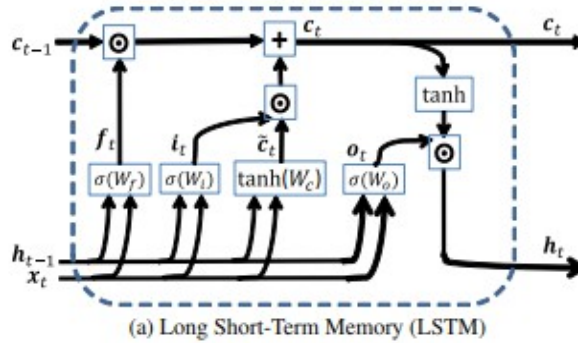 c_{t-1} ⊙ + c_t c_t
tanh
⊙
⊙
f_t i_t c̃_t o_t
σ(W_f) σ(W_i) tanh(W_c) σ(W_o)
h_{t-1} h_t
x_t
(a) Long Short-Term Memory (LSTM)